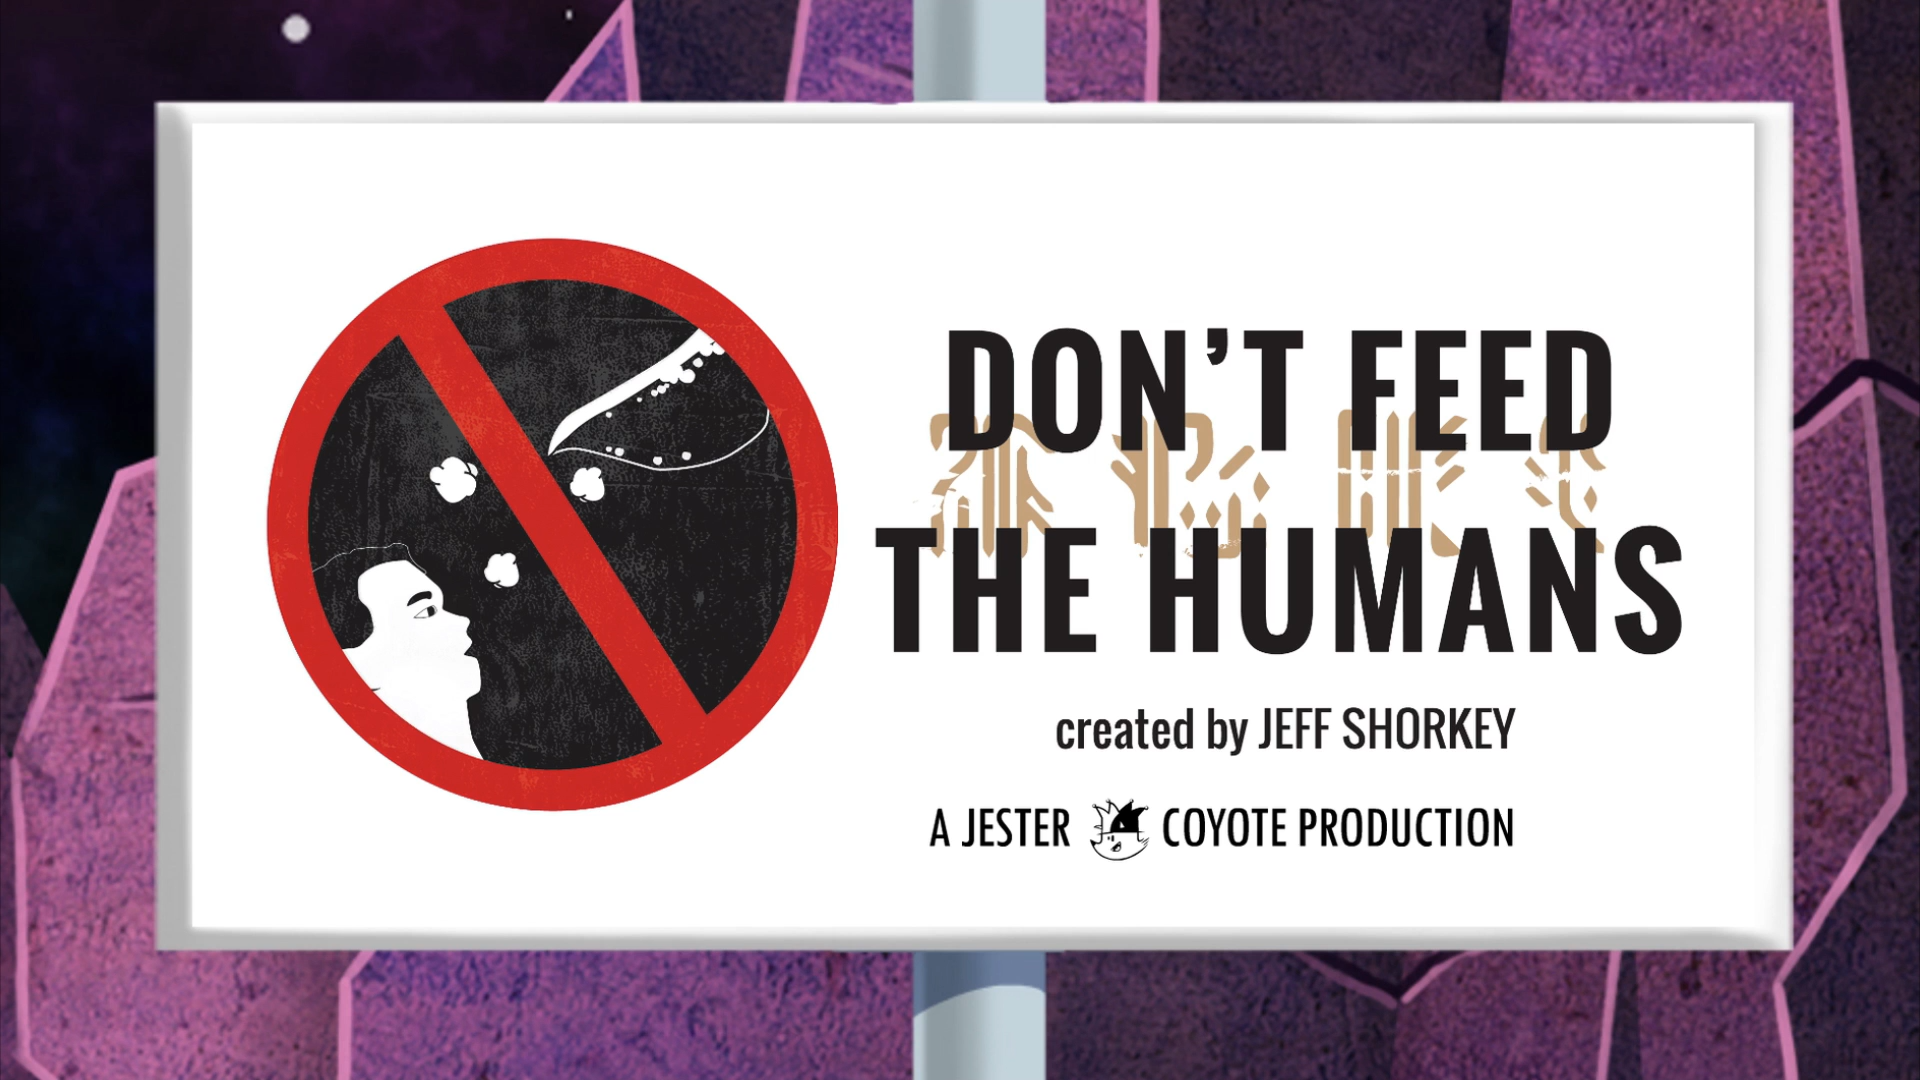 DON'T FEED
THE HUMANS
created by JEFF SHORKEY
A JESTER COYOTE PRODUCTION